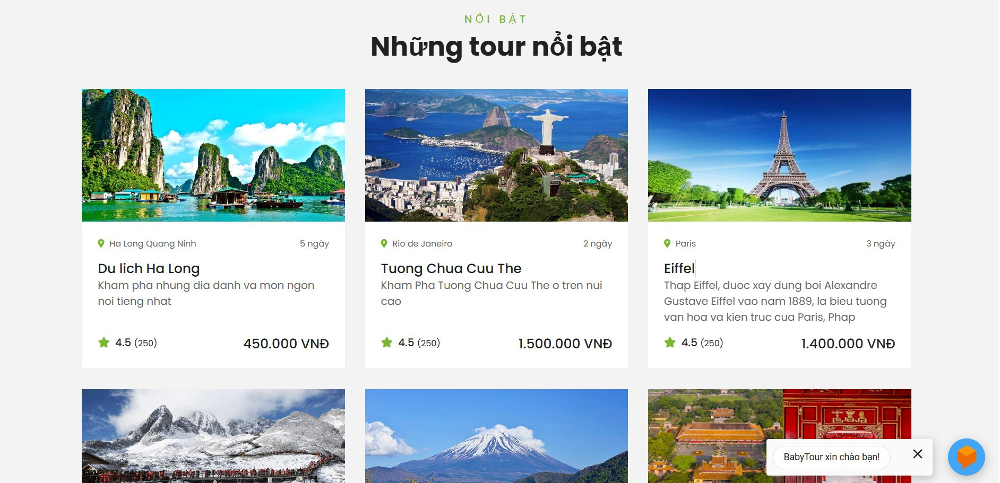 NỔI BẬT
Những tour nổi bật
Ha Long Quang Ninh 5 ngày
Du lich Ha Long
Kham pha nhung dia danh va mon ngon
noi tieng nhat
4.5 (250) 450.000 VNĐ
Rio de Janeiro 2 ngày
Tuong Chua Cuu The
Kham Pha Tuong Chua Cuu The o tren nui
cao
4.5 (250) 1.500.000 VNĐ
Paris 3 ngày
Eiffel
Thap Eiffel, duoc xay dung boi Alexandre
Gustave Eiffel vao nam 1889, la bieu tuong
van hoa va kien truc cua Paris, Phap
4.5 (250) 1.400.000 VNĐ
BabyTour xin chào bạn!